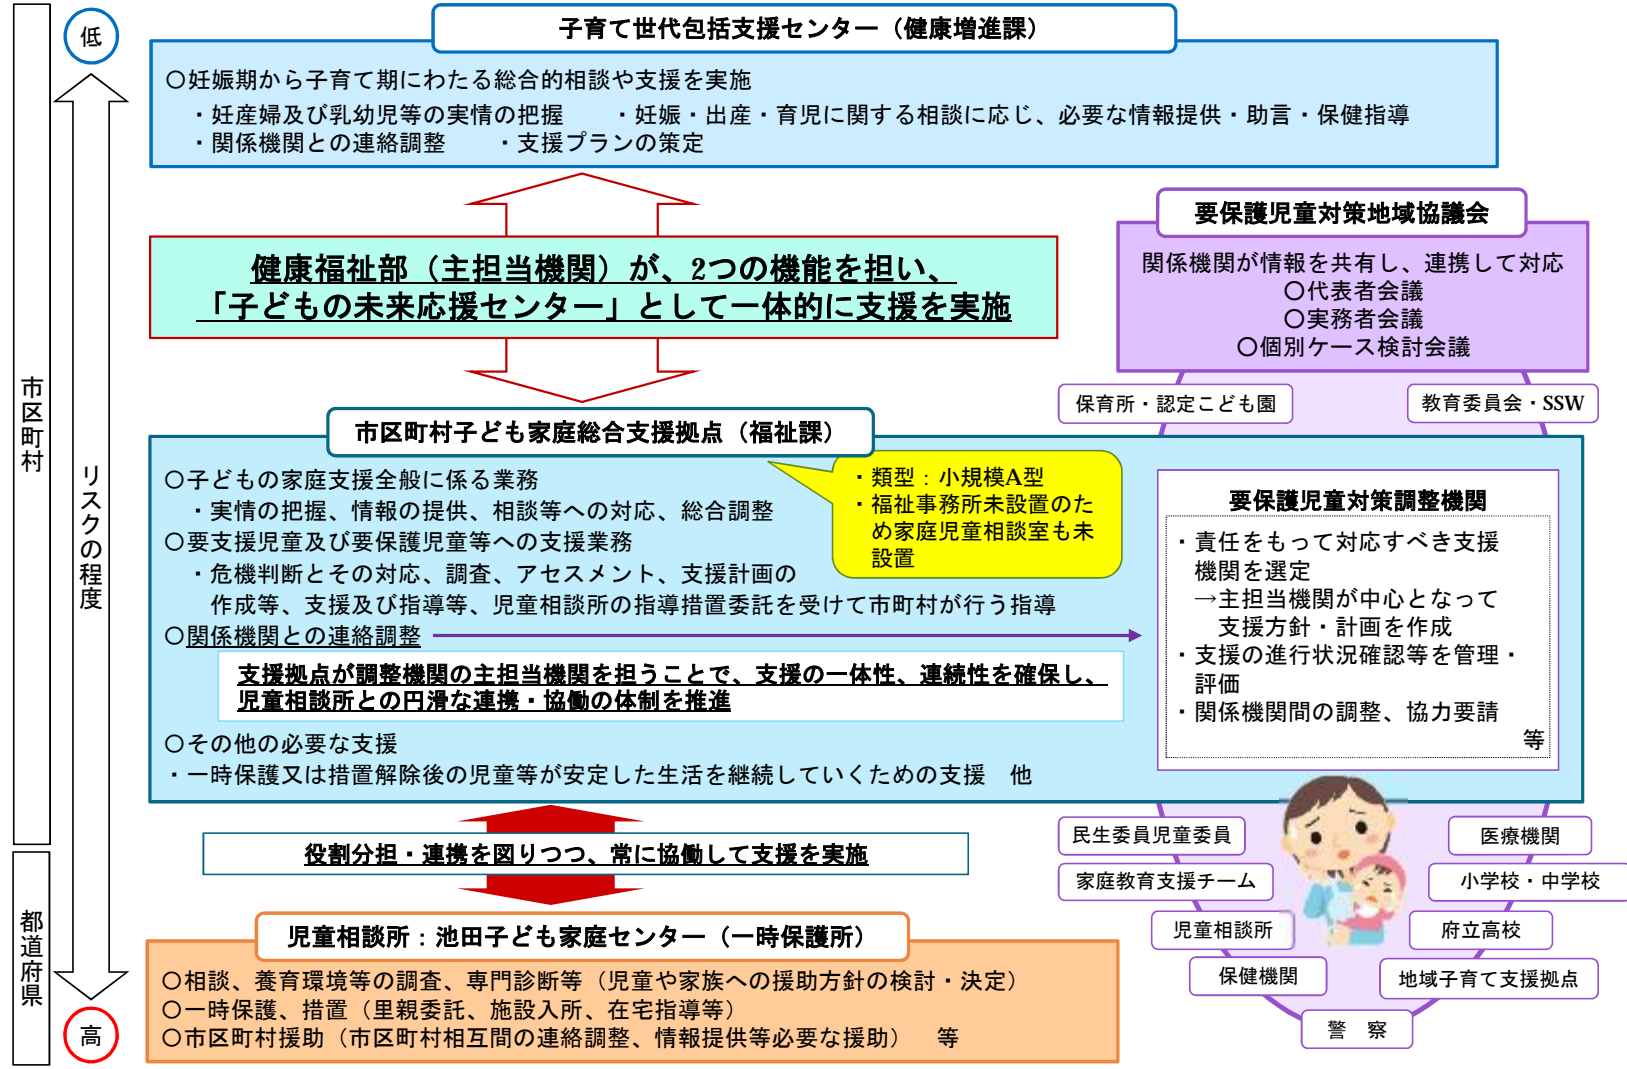 低
市区町村
リスクの程度
都道府県
高
子育て世代包括支援センター（健康増進課）
〇妊娠期から子育て期にわたる総合的相談や支援を実施
・妊産婦及び乳幼児等の実情の把握　　・妊娠・出産・育児に関する相談に応じ、必要な情報提供・助言・保健指導
・関係機関との連絡調整　　・支援プランの策定
健康福祉部（主担当機関）が、2つの機能を担い、
「子どもの未来応援センター」として一体的に支援を実施
要保護児童対策地域協議会
関係機関が情報を共有し、連携して対応
〇代表者会議
〇実務者会議
〇個別ケース検討会議
保育所・認定こども園
教育委員会・SSW
市区町村子ども家庭総合支援拠点（福祉課）
〇子どもの家庭支援全般に係る業務
・実情の把握、情報の提供、相談等への対応、総合調整
〇要支援児童及び要保護児童等への支援業務
・危機判断とその対応、調査、アセスメント、支援計画の
作成等、支援及び指導等、児童相談所の指導措置委託を受けて市町村が行う指導
〇関係機関との連絡調整
支援拠点が調整機関の主担当機関を担うことで、支援の一体性、連続性を確保し、
児童相談所との円滑な連携・協働の体制を推進
〇その他の必要な支援
・一時保護又は措置解除後の児童等が安定した生活を継続していくための支援　他
・類型：小規模A型
・福祉事務所未設置のた
め家庭児童相談室も未
設置
要保護児童対策調整機関
・責任をもって対応すべき支援
機関を選定
→主担当機関が中心となって
支援方針・計画を作成
・支援の進行状況確認等を管理・
評価
・関係機関間の調整、協力要請
等
役割分担・連携を図りつつ、常に協働して支援を実施
児童相談所：池田子ども家庭センター（一時保護所）
〇相談、養育環境等の調査、専門診断等（児童や家族への援助方針の検討・決定）
〇一時保護、措置（里親委託、施設入所、在宅指導等）
〇市区町村援助（市区町村相互間の連絡調整、情報提供等必要な援助）　等
民生委員児童委員
医療機関
家庭教育支援チーム
小学校・中学校
児童相談所
府立高校
保健機関
地域子育て支援拠点
警　察